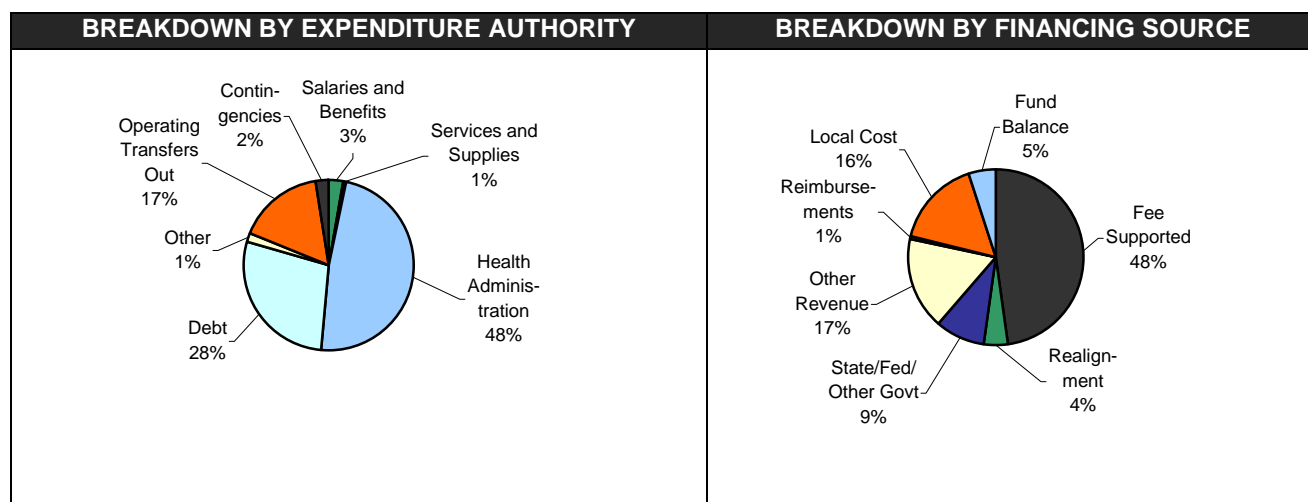 BREAKDOWN BY EXPENDITURE AUTHORITY
Contin-
gencies
2%
Salaries and
Benefits
3%
Services and
Supplies
1%
Operating
Transfers
Out
17%
Other
1%
Health
Adminis-
tration
48%
Debt
28%
BREAKDOWN BY FINANCING SOURCE
Fund
Balance
5%
Local Cost
16%
Reimburse-
ments
1%
Fee
Supported
48%
Other
Revenue
17%
State/Fed/
Other Govt
9%
Realign-
ment
4%